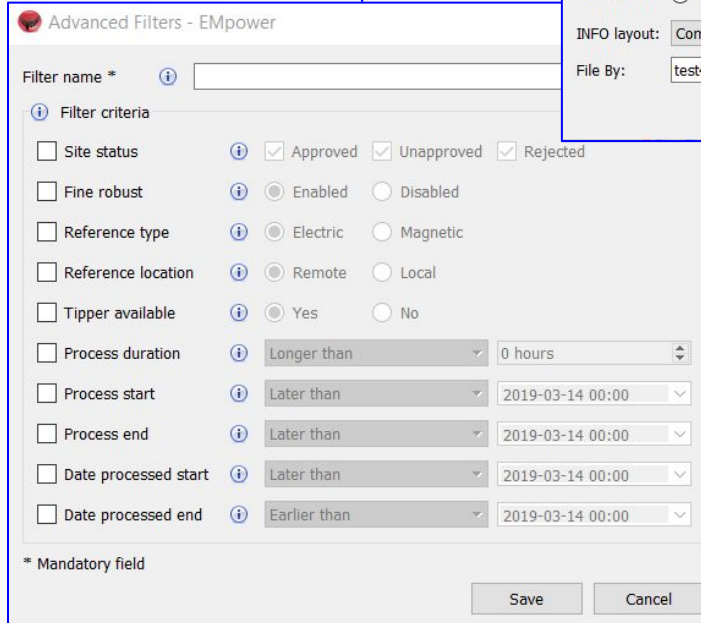 Advanced Filters - EMpower
INFO layout: Com
File By: test
Filter name *
Filter criteria
Site status Approved Unapproved Rejected
Fine robust Enabled Disabled
Reference type Electric Magnetic
Reference location Remote Local
Tipper available Yes No
Process duration Longer than 0 hours
Process start Later than 2019-03-14 00:00
Process end Later than 2019-03-14 00:00
Date processed start Later than 2019-03-14 00:00
Date processed end Earlier than 2019-03-14 00:00
* Mandatory field
Save Cancel